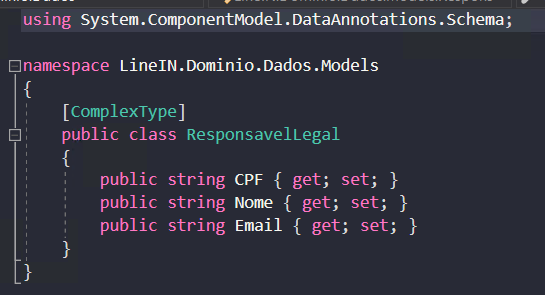 using System.ComponentModel.DataAnnotations.Schema;
namespace LineIN.Dominio.Dados.Models
{
[ComplexType]
public class ResponsavelLegal
{
public string CPF { get; set; }
public string Nome { get; set; }
public string Email { get; set; }
}
}